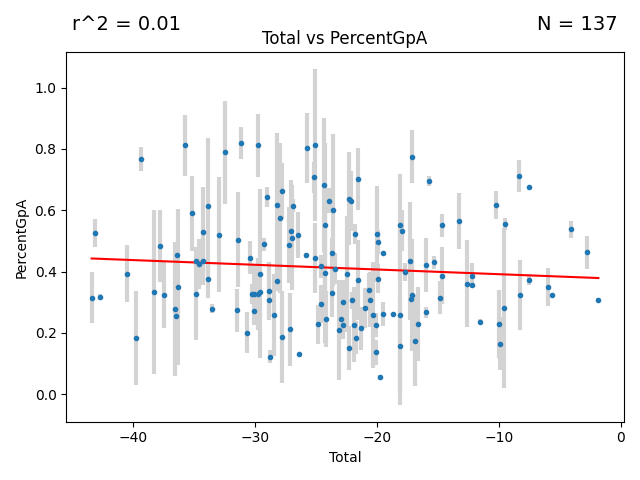 r^2 = 0.01
N = 137
Total vs PercentGpA
1.0
0.8
0.6
0.4
0.2
0.0
PercentGpA
−40
−30
−20
−10
0
Total